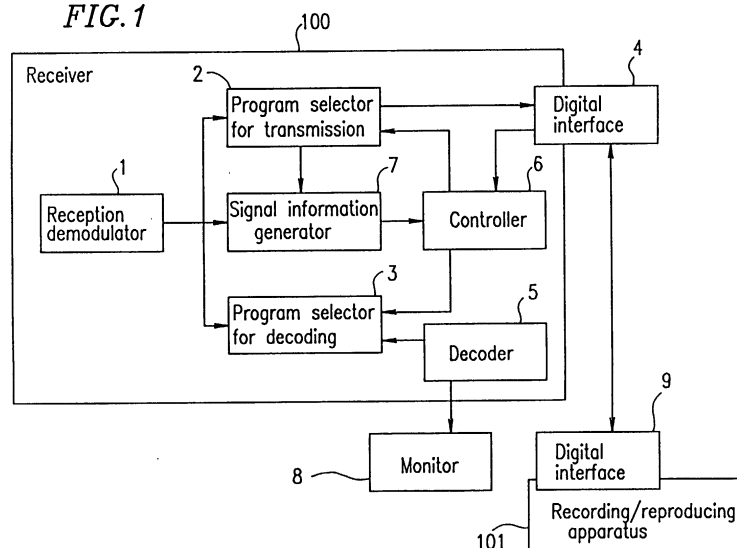 FIG. 1
100
Receiver
2
Program selector
for transmission
4
Digital
interface
1
Reception
demodulator
7
Signal information
generator
6
Controller
3
Program selector
for decoding
5
Decoder
8
Monitor
9
Digital
interface
101
Recording/reproducing
apparatus